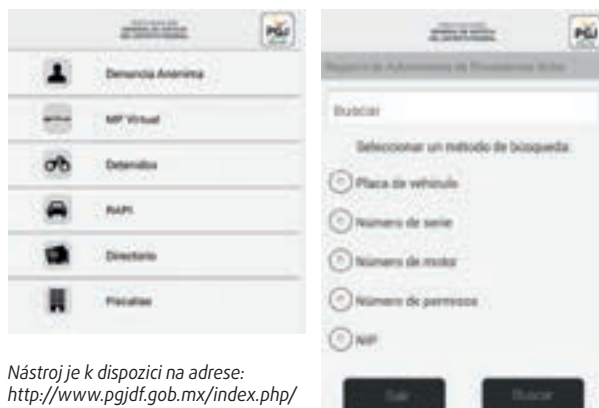 PGJ
Denuncia Anónima
MP Virtual
Detenidos
RAPI
Directorio
Fiscalías
Nástroj je k dispozici na adrese:
http://www.pgjdf.gob.mx/index.php/
PGJ
Buscar
Seleccionar un método de búsqueda:
Placa de vehículo
Número de serie
Número de motor
Número de permisos
NIP
Salir
Buscar